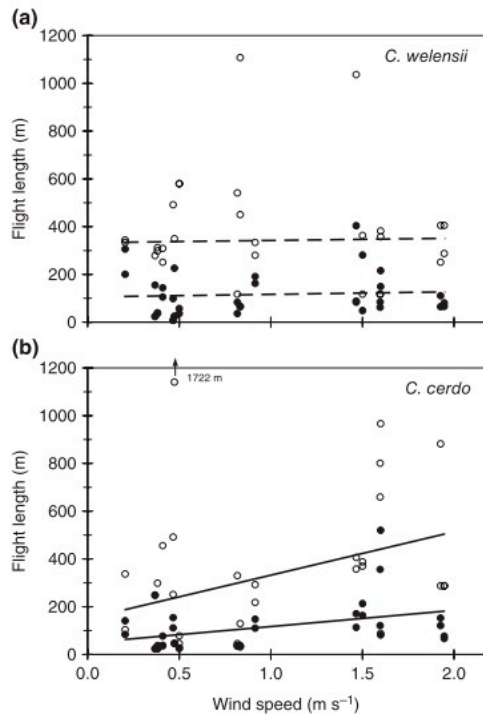 (a)
1200
C. welensii
1000
800
600
400
200
0
Flight length (m)
(b)
1200
1722 m
C. cerdo
1000
800
600
400
200
0
Flight length (m)
0.0 0.5 1.0 1.5 2.0
Wind speed (m s⁻¹)